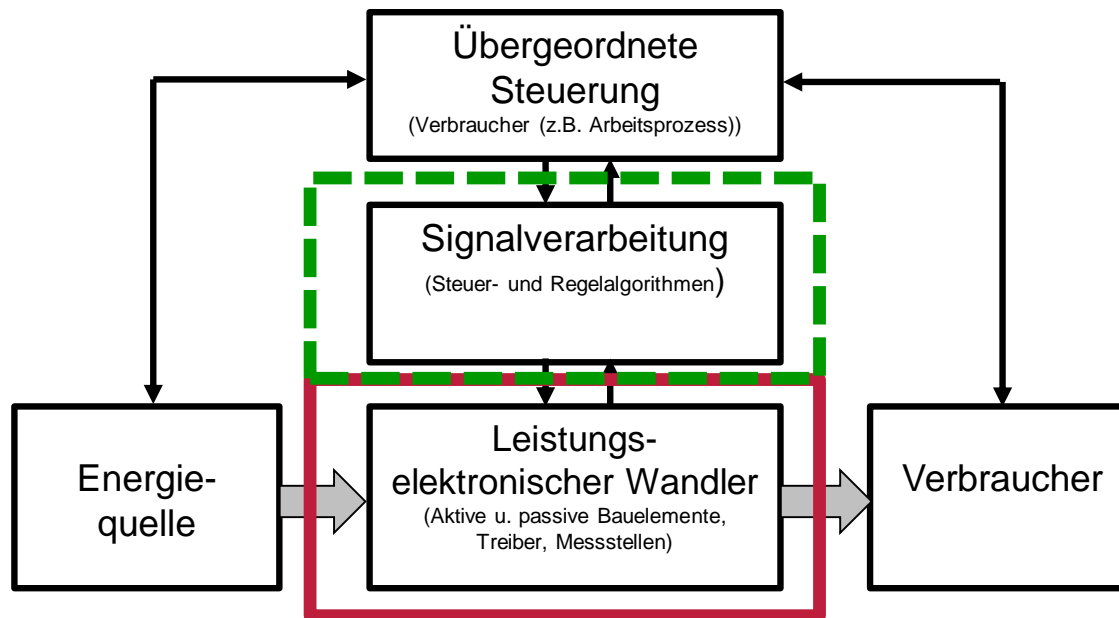 Übergeordnete
Steuerung
(Verbraucher (z.B. Arbeitsprozess))
Signalverarbeitung
(Steuer- und Regelalgorithmen)
Energie-
quelle
Leistungs-
elektronischer Wandler
(Aktive u. passive Bauelemente,
Treiber, Messstellen)
Verbraucher